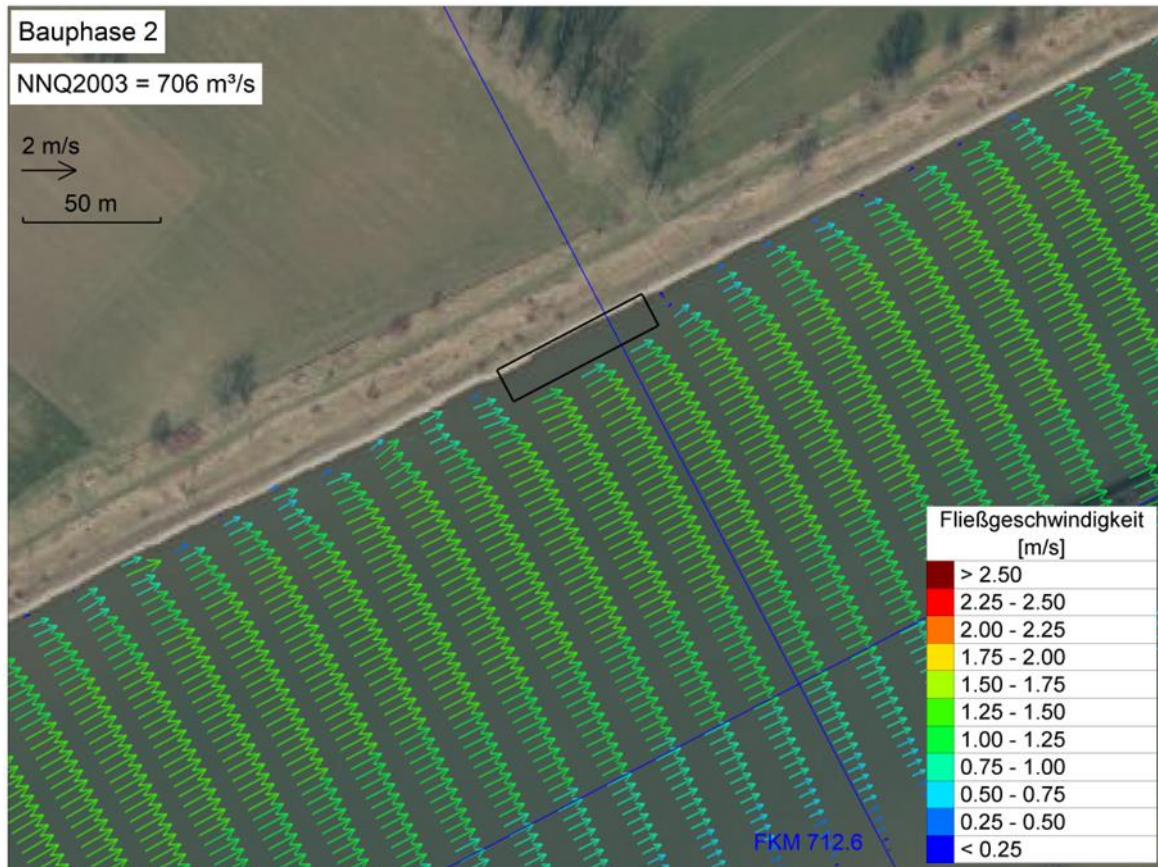 Bauphase 2
NNQ2003 = 706 m³/s
2 m/s
50 m
Fließgeschwindigkeit
[m/s]
> 2.50
2.25 - 2.50
2.00 - 2.25
1.75 - 2.00
1.50 - 1.75
1.25 - 1.50
1.00 - 1.25
0.75 - 1.00
0.50 - 0.75
0.25 - 0.50
< 0.25
FKM 712.6